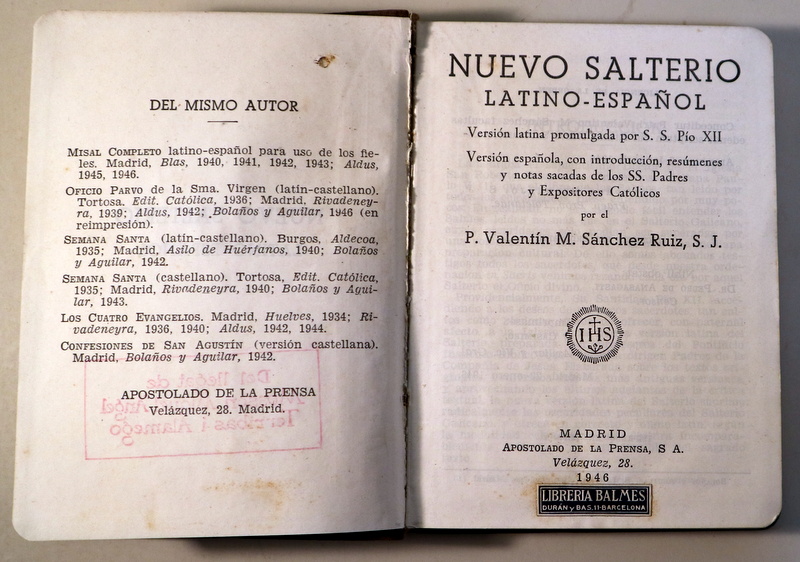 DEL MISMO AUTOR
MISAL COMPLETO latino-español para uso de los fie-
les. Madrid, Blas, 1940, 1941, 1942, 1943; Aldus,
1945, 1946.
OFICIO PARVO de la Sma. Virgen (latín-castellano).
Tortosa. Edit. Católica, 1936; Madrid, Rivadeney-
ra, 1939; Aldus, 1942; Bolaños y Aguilar, 1946 (en
reimpresión).
SEMANA SANTA (latín-castellano). Burgos, Aldecoa,
1935; Madrid, Asilo de Huérfanos, 1940; Bolaños
y Aguilar, 1942.
SEMANA SANTA (castellano). Tortosa, Edit. Católica,
1935; Madrid, Rivadeneyra, 1940; Bolaños y Agui-
lar, 1943.
LOS CUATRO EVANGELIOS. Madrid, Huelves, 1934; Ri-
vadeneyra, 1936, 1940; Aldus, 1942, 1944.
CONFESIONES DE SAN AGUSTÍN (versión castellana).
Madrid, Bolaños y Aguilar, 1942.
APOSTOLADO DE LA PRENSA
Velázquez, 28. Madrid.
Del llegat de
Angel
Terribas i Alamego
NUEVO SALTERIO
LATINO-ESPAÑOL
Versión latina promulgada por S. S. Pío XII
Versión española, con introducción, resúmenes
y notas sacadas de los SS. Padres
y Expositores Católicos
por el
P. Valentín M. Sánchez Ruiz, S. J.
IHS
MADRID
APOSTOLADO DE LA PRENSA, S A.
Velázquez, 28.
1946
LIBRERIA BALMES
DURÁN y BAS, 11-BARCELONA